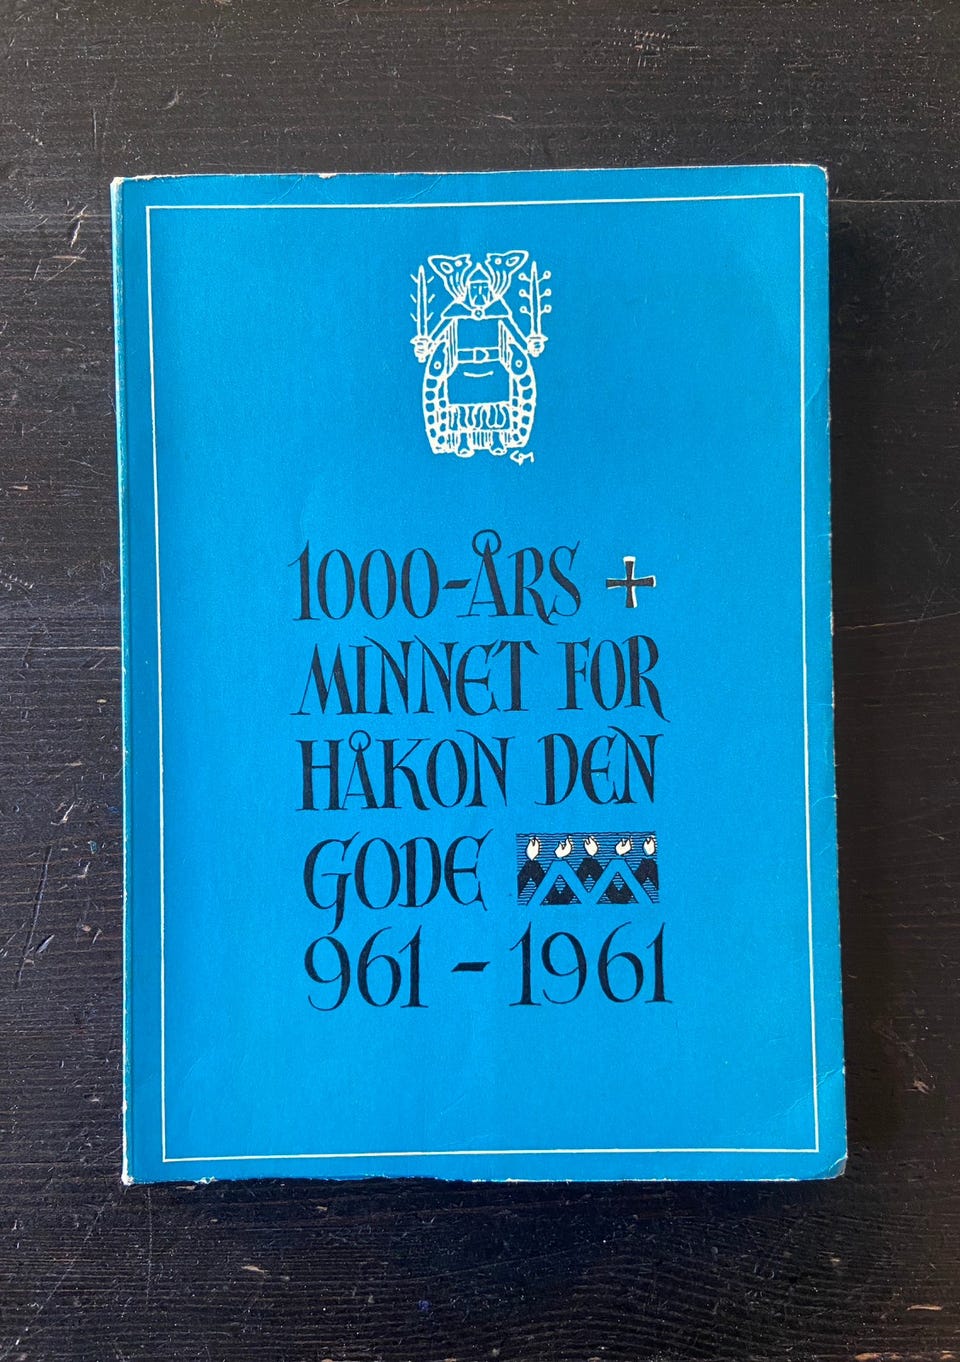 1000-ÅRS
MINNET FOR
HÅKON DEN
GODE
961-1961